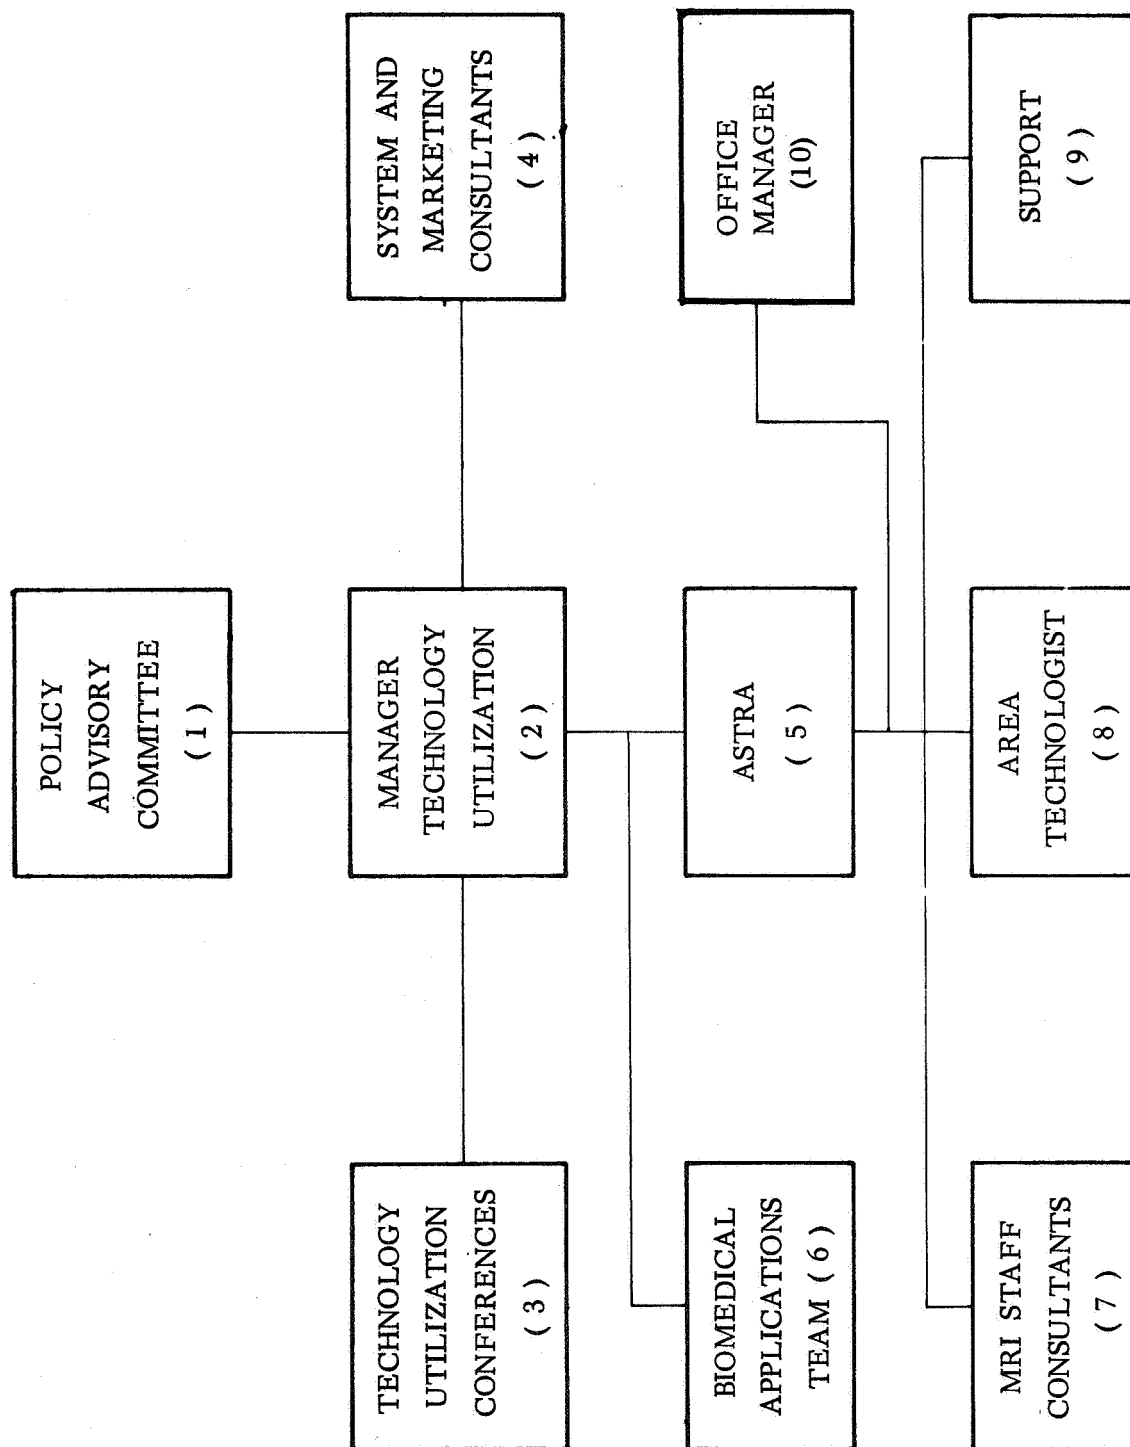 POLICY
ADVISORY
COMMITTEE
( 1 )
TECHNOLOGY
UTILIZATION
CONFERENCES
( 3 )
MANAGER
TECHNOLOGY
UTILIZATION
( 2 )
SYSTEM AND
MARKETING
CONSULTANTS
( 4 )
BIOMEDICAL
APPLICATIONS
TEAM ( 6 )
ASTRA
( 5 )
OFFICE
MANAGER
(10)
MRI STAFF
CONSULTANTS
( 7 )
AREA
TECHNOLOGIST
( 8 )
SUPPORT
( 9 )